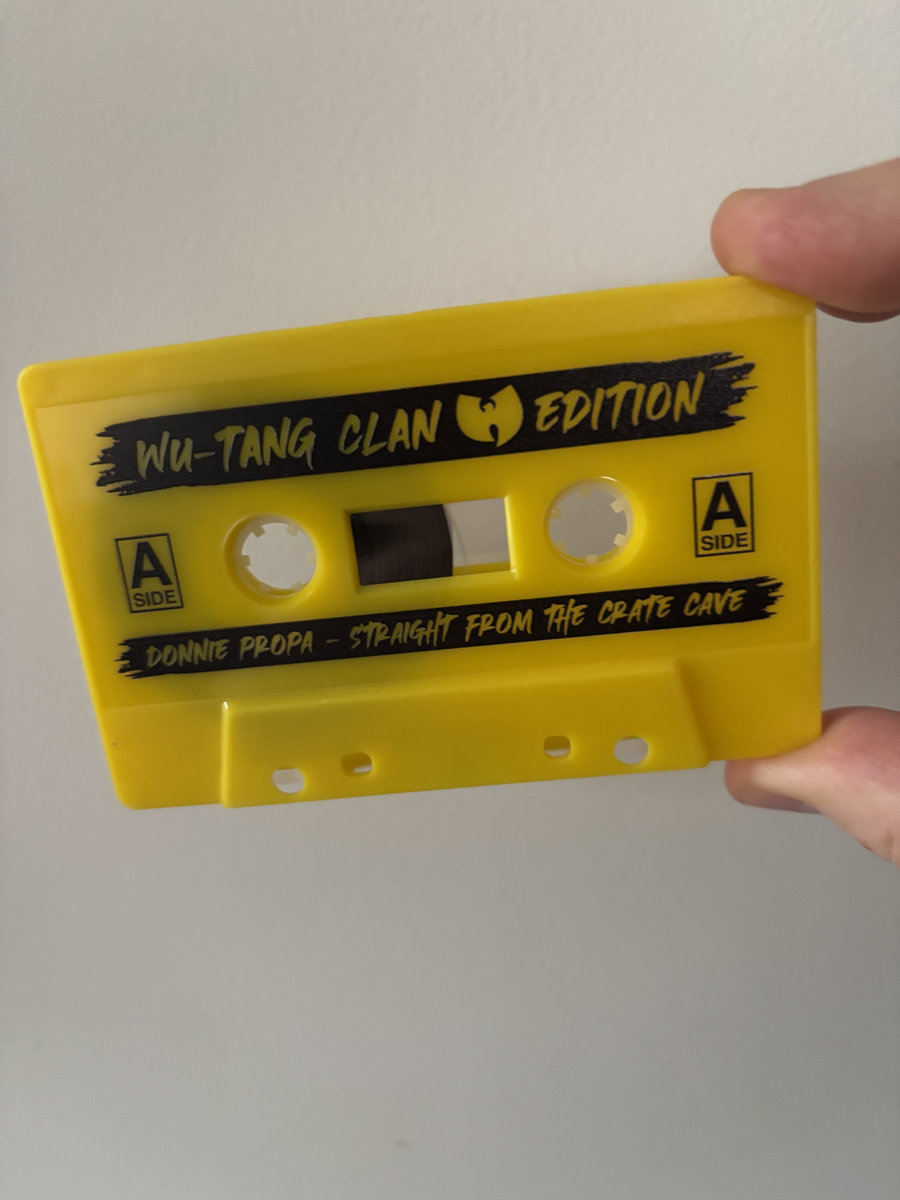 WU-TANG CLAN EDITION
A
SIDE
A
SIDE
DONNIE PROPA - STRAIGHT FROM THE CRATE CAVE